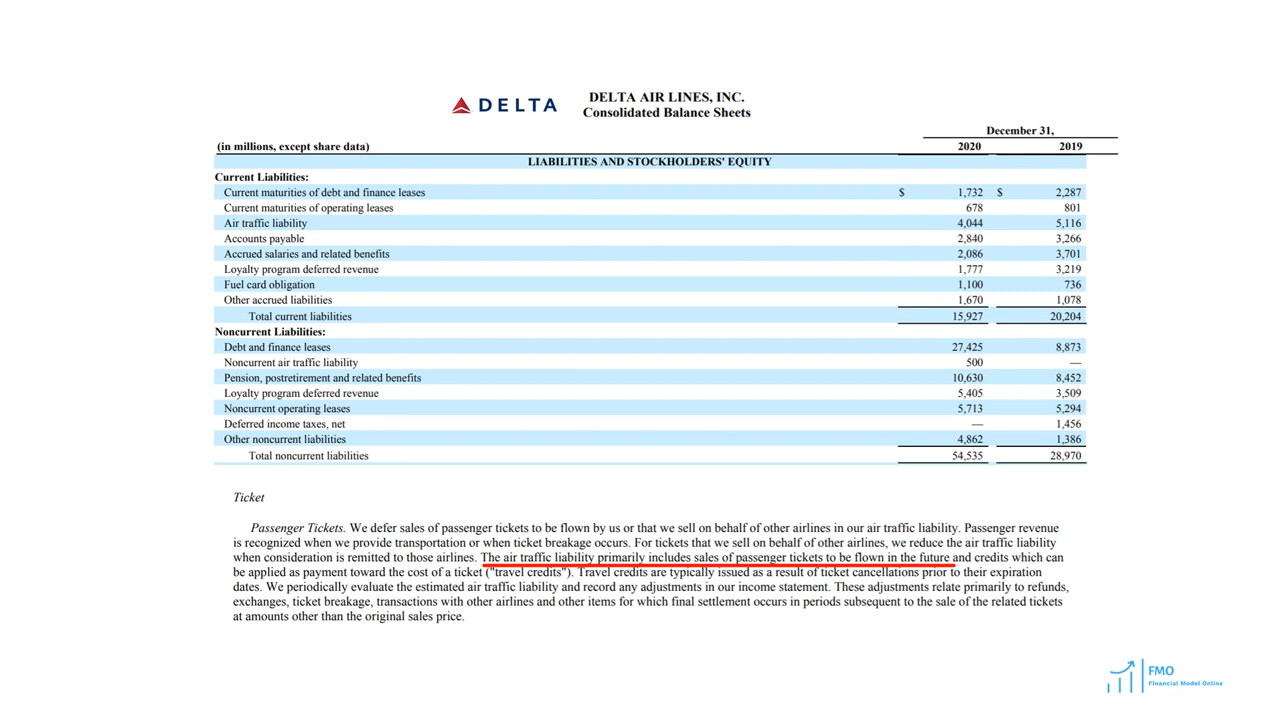 DELTA
DELTA AIR LINES, INC.
Consolidated Balance Sheets
December 31,
(in millions, except share data) 2020 2019
LIABILITIES AND STOCKHOLDERS' EQUITY
Current Liabilities:
Current maturities of debt and finance leases $ 1,732 $ 2,287
Current maturities of operating leases 678 801
Air traffic liability 4,044 5,116
Accounts payable 2,840 3,266
Accrued salaries and related benefits 2,086 3,701
Loyalty program deferred revenue 1,777 3,219
Fuel card obligation 1,100 736
Other accrued liabilities 1,670 1,078
Total current liabilities 15,927 20,204
Noncurrent Liabilities:
Debt and finance leases 27,425 8,873
Noncurrent air traffic liability 500 —
Pension, postretirement and related benefits 10,630 8,452
Loyalty program deferred revenue 5,405 3,509
Noncurrent operating leases 5,713 5,294
Deferred income taxes, net — 1,456
Other noncurrent liabilities 4,862 1,386
Total noncurrent liabilities 54,535 28,970
Ticket
Passenger Tickets. We defer sales of passenger tickets to be flown by us or that we sell on behalf of other airlines in our air traffic liability. Passenger revenue
is recognized when we provide transportation or when ticket breakage occurs. For tickets that we sell on behalf of other airlines, we reduce the air traffic liability
when consideration is remitted to those airlines. The air traffic liability primarily includes sales of passenger tickets to be flown in the future and credits which can
be applied as payment toward the cost of a ticket ("travel credits"). Travel credits are typically issued as a result of ticket cancellations prior to their expiration
dates. We periodically evaluate the estimated air traffic liability and record any adjustments in our income statement. These adjustments relate primarily to refunds,
exchanges, ticket breakage, transactions with other airlines and other items for which final settlement occurs in periods subsequent to the sale of the related tickets
at amounts other than the original sales price.
FMO
Financial Model Online